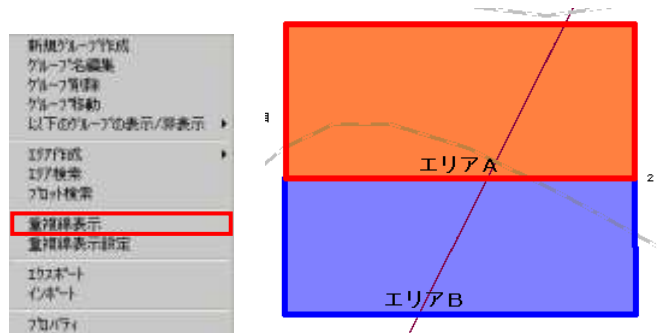 新規グループ作成
グループ名編集
グループ削除
グループ移動
以下のグループの表示/非表示
エリア作成
エリア検索
プロット検索
重複線表示
重複線表示設定
エクスポート
インポート
プロパティ
エリアA
2
エリアB